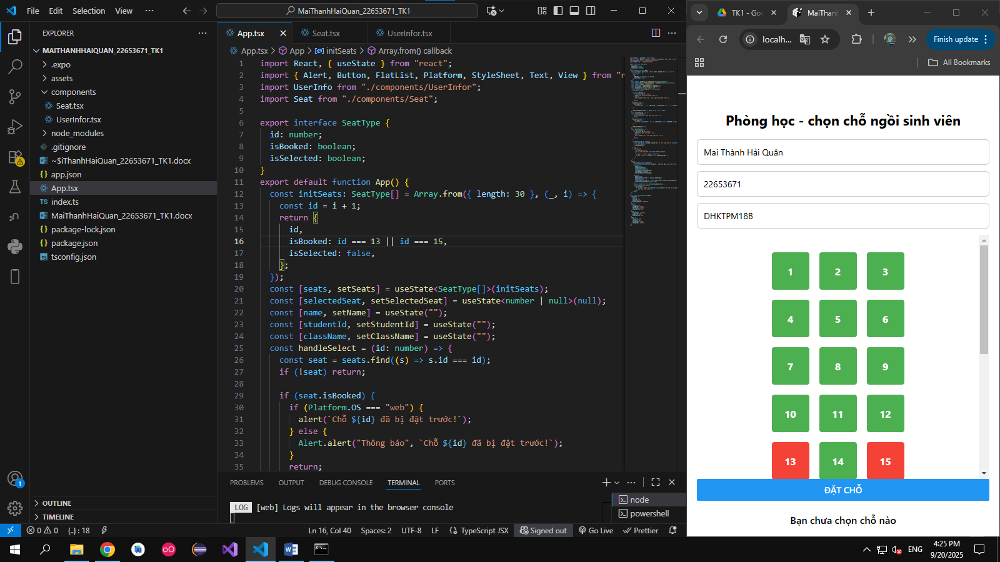 File Edit Selection View ···
MaiThanhHaiQuan_22653671_TK1
EXPLORER
MAITHANHHAIQUAN_22653671_TK1
.expo
assets
components
Seat.tsx
UserInfor.tsx
node_modules
.gitignore
~$iThanhHaiQuan_22653671_TK1.docx
app.json
App.tsx
index.ts
MaiThanhHaiQuan_22653671_TK1.docx
package-lock.json
package.json
tsconfig.json
OUTLINE
TIMELINE
App.tsx Seat.tsx UserInfor.tsx
App.tsx > App > initSeats > Array.from() callback
1 import React, { useState } from "react";
2 import { Alert, Button, FlatList, Platform, StyleSheet, Text, View } from "r
3 import UserInfo from "./components/UserInfor";
4 import Seat from "./components/Seat";
5
6 export interface SeatType {
7 id: number;
8 isBooked: boolean;
9 isSelected: boolean;
10 }
11 export default function App() {
12 const initSeats: SeatType[] = Array.from({ length: 30 }, (_, i) => {
13 const id = i + 1;
14 return {
15 id,
16 isBooked: id === 13 || id === 15,
17 isSelected: false,
18 };
19 });
20 const [seats, setSeats] = useState<SeatType[]>(initSeats);
21 const [selectedSeat, setSelectedSeat] = useState<number | null>(null);
22 const [name, setName] = useState("");
23 const [studentId, setStudentId] = useState("");
24 const [className, setClassName] = useState("");
25 const handleSelect = (id: number) => {
26 const seat = seats.find((s) => s.id === id);
27 if (!seat) return;
28
29 if (seat.isBooked) {
30 if (Platform.OS === "web") {
31 alert(`Chỗ ${id} đã bị đặt trước!`);
32 } else {
33 Alert.alert("Thông báo", `Chỗ ${id} đã bị đặt trước!`);
34 }
35 return;
PROBLEMS OUTPUT DEBUG CONSOLE TERMINAL PORTS
LOG [web] Logs will appear in the browser console
node
powershell
0 0 {..} : 18 Ln 16, Col 40 Spaces: 2 UTF-8 LF TypeScript JSX Signed out Go Live Prettier
1
TK1 - Goo MaiThanh
localh... Finish update
All Bookmarks
Phòng học - chọn chỗ ngồi sinh viên
Mai Thành Hải Quân
22653671
DHKTPM18B
1 2 3
4 5 6
7 8 9
10 11 12
13 14 15
ĐẶT CHỖ
Bạn chưa chọn chỗ nào
ENG
4:25 PM
9/20/2025